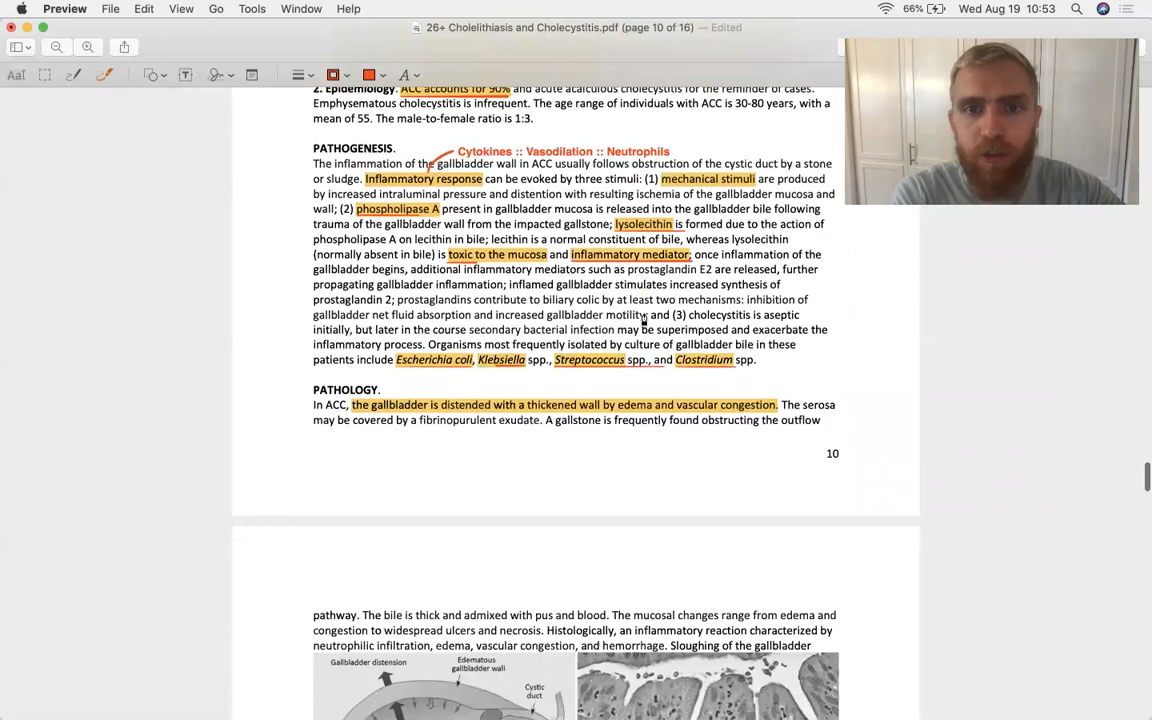 Preview File Edit View Go Tools Window Help 66% Wed Aug 19 10:53
26+ Cholelithiasis and Cholecystitis.pdf (page 10 of 16) — Edited
2. Epidemiology. ACC accounts for 90% and acute acalculous cholecystitis for the reminder of cases.
Emphysematous cholecystitis is infrequent. The age range of individuals with ACC is 30-80 years, with a
mean of 55. The male-to-female ratio is 1:3.
PATHOGENESIS.
Cytokines :: Vasodilation :: Neutrophils
The inflammation of the gallbladder wall in ACC usually follows obstruction of the cystic duct by a stone
or sludge. Inflammatory response can be evoked by three stimuli: (1) mechanical stimuli are produced
by increased intraluminal pressure and distention with resulting ischemia of the gallbladder mucosa and
wall; (2) phospholipase A present in gallbladder mucosa is released into the gallbladder bile following
trauma of the gallbladder wall from the impacted gallstone; lysolecithin is formed due to the action of
phospholipase A on lecithin in bile; lecithin is a normal constituent of bile, whereas lysolecithin
(normally absent in bile) is toxic to the mucosa and inflammatory mediator; once inflammation of the
gallbladder begins, additional inflammatory mediators such as prostaglandin E2 are released, further
propagating gallbladder inflammation; inflamed gallbladder stimulates increased synthesis of
prostaglandin 2; prostaglandins contribute to biliary colic by at least two mechanisms: inhibition of
gallbladder net fluid absorption and increased gallbladder motility; and (3) cholecystitis is aseptic
initially, but later in the course secondary bacterial infection may be superimposed and exacerbate the
inflammatory process. Organisms most frequently isolated by culture of gallbladder bile in these
patients include Escherichia coli, Klebsiella spp., Streptococcus spp., and Clostridium spp.
PATHOLOGY.
In ACC, the gallbladder is distended with a thickened wall by edema and vascular congestion. The serosa
may be covered by a fibrinopurulent exudate. A gallstone is frequently found obstructing the outflow
10
pathway. The bile is thick and admixed with pus and blood. The mucosal changes range from edema and
congestion to widespread ulcers and necrosis. Histologically, an inflammatory reaction characterized by
neutrophilic infiltration, edema, vascular congestion, and hemorrhage. Sloughing of the gallbladder
Gallbladder distension
Edematous
gallbladder wall
Cystic
duct